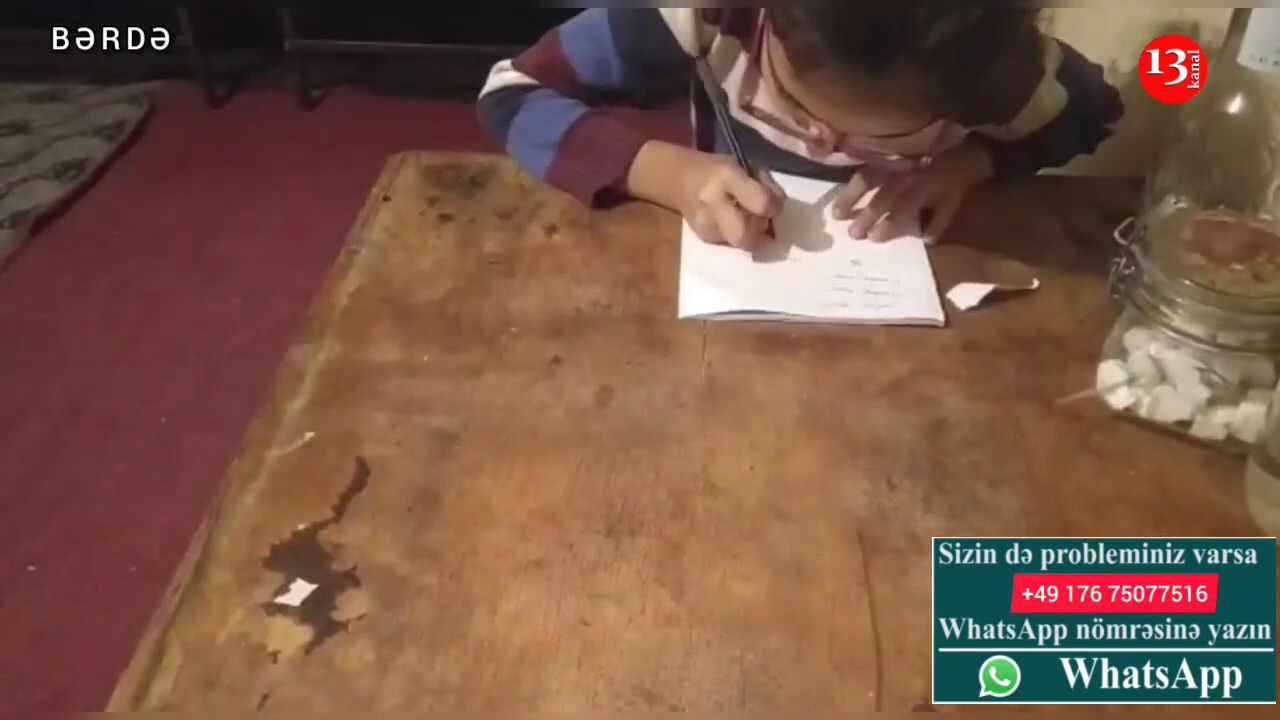 BƏRDƏ
13 kanal
Sizin də probleminiz varsa
+49 176 75077516
WhatsApp nömrəsinə yazın
WhatsApp